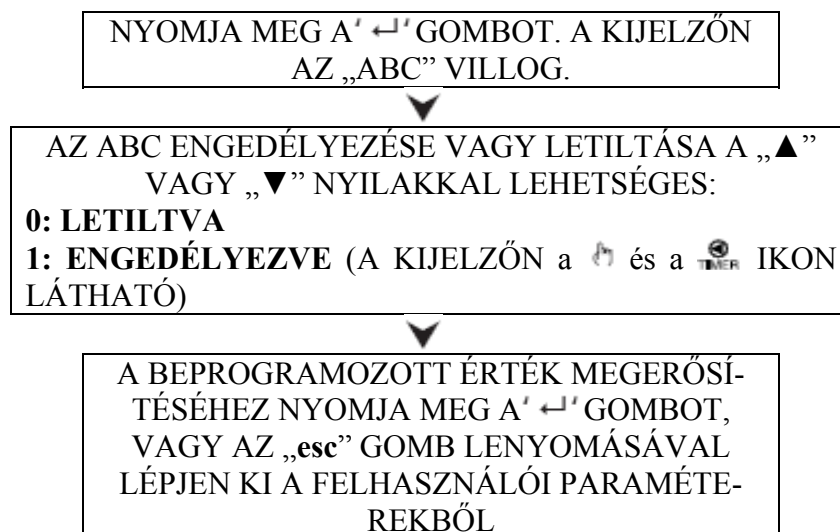 NYOMJA MEG A' ↵' GOMBOT. A KIJELZŐN
AZ „ABC” VILLOG.
AZ ABC ENGEDÉLYEZÉSE VAGY LETILTÁSA A „▲”
VAGY „▼” NYILAKKAL LEHETSÉGES:
0: LETILTVA
1: ENGEDÉLYEZVE (A KIJELZŐN a és a TIMER IKON
LÁTHATÓ)
A BEPROGRAMOZOTT ÉRTÉK MEGERŐSÍ-
TÉSÉHEZ NYOMJA MEG A' ↵' GOMBOT,
VAGY AZ „esc” GOMB LENYOMÁSÁVAL
LÉPJEN KI A FELHASZNÁLÓI PARAMÉTE-
REKBŐL